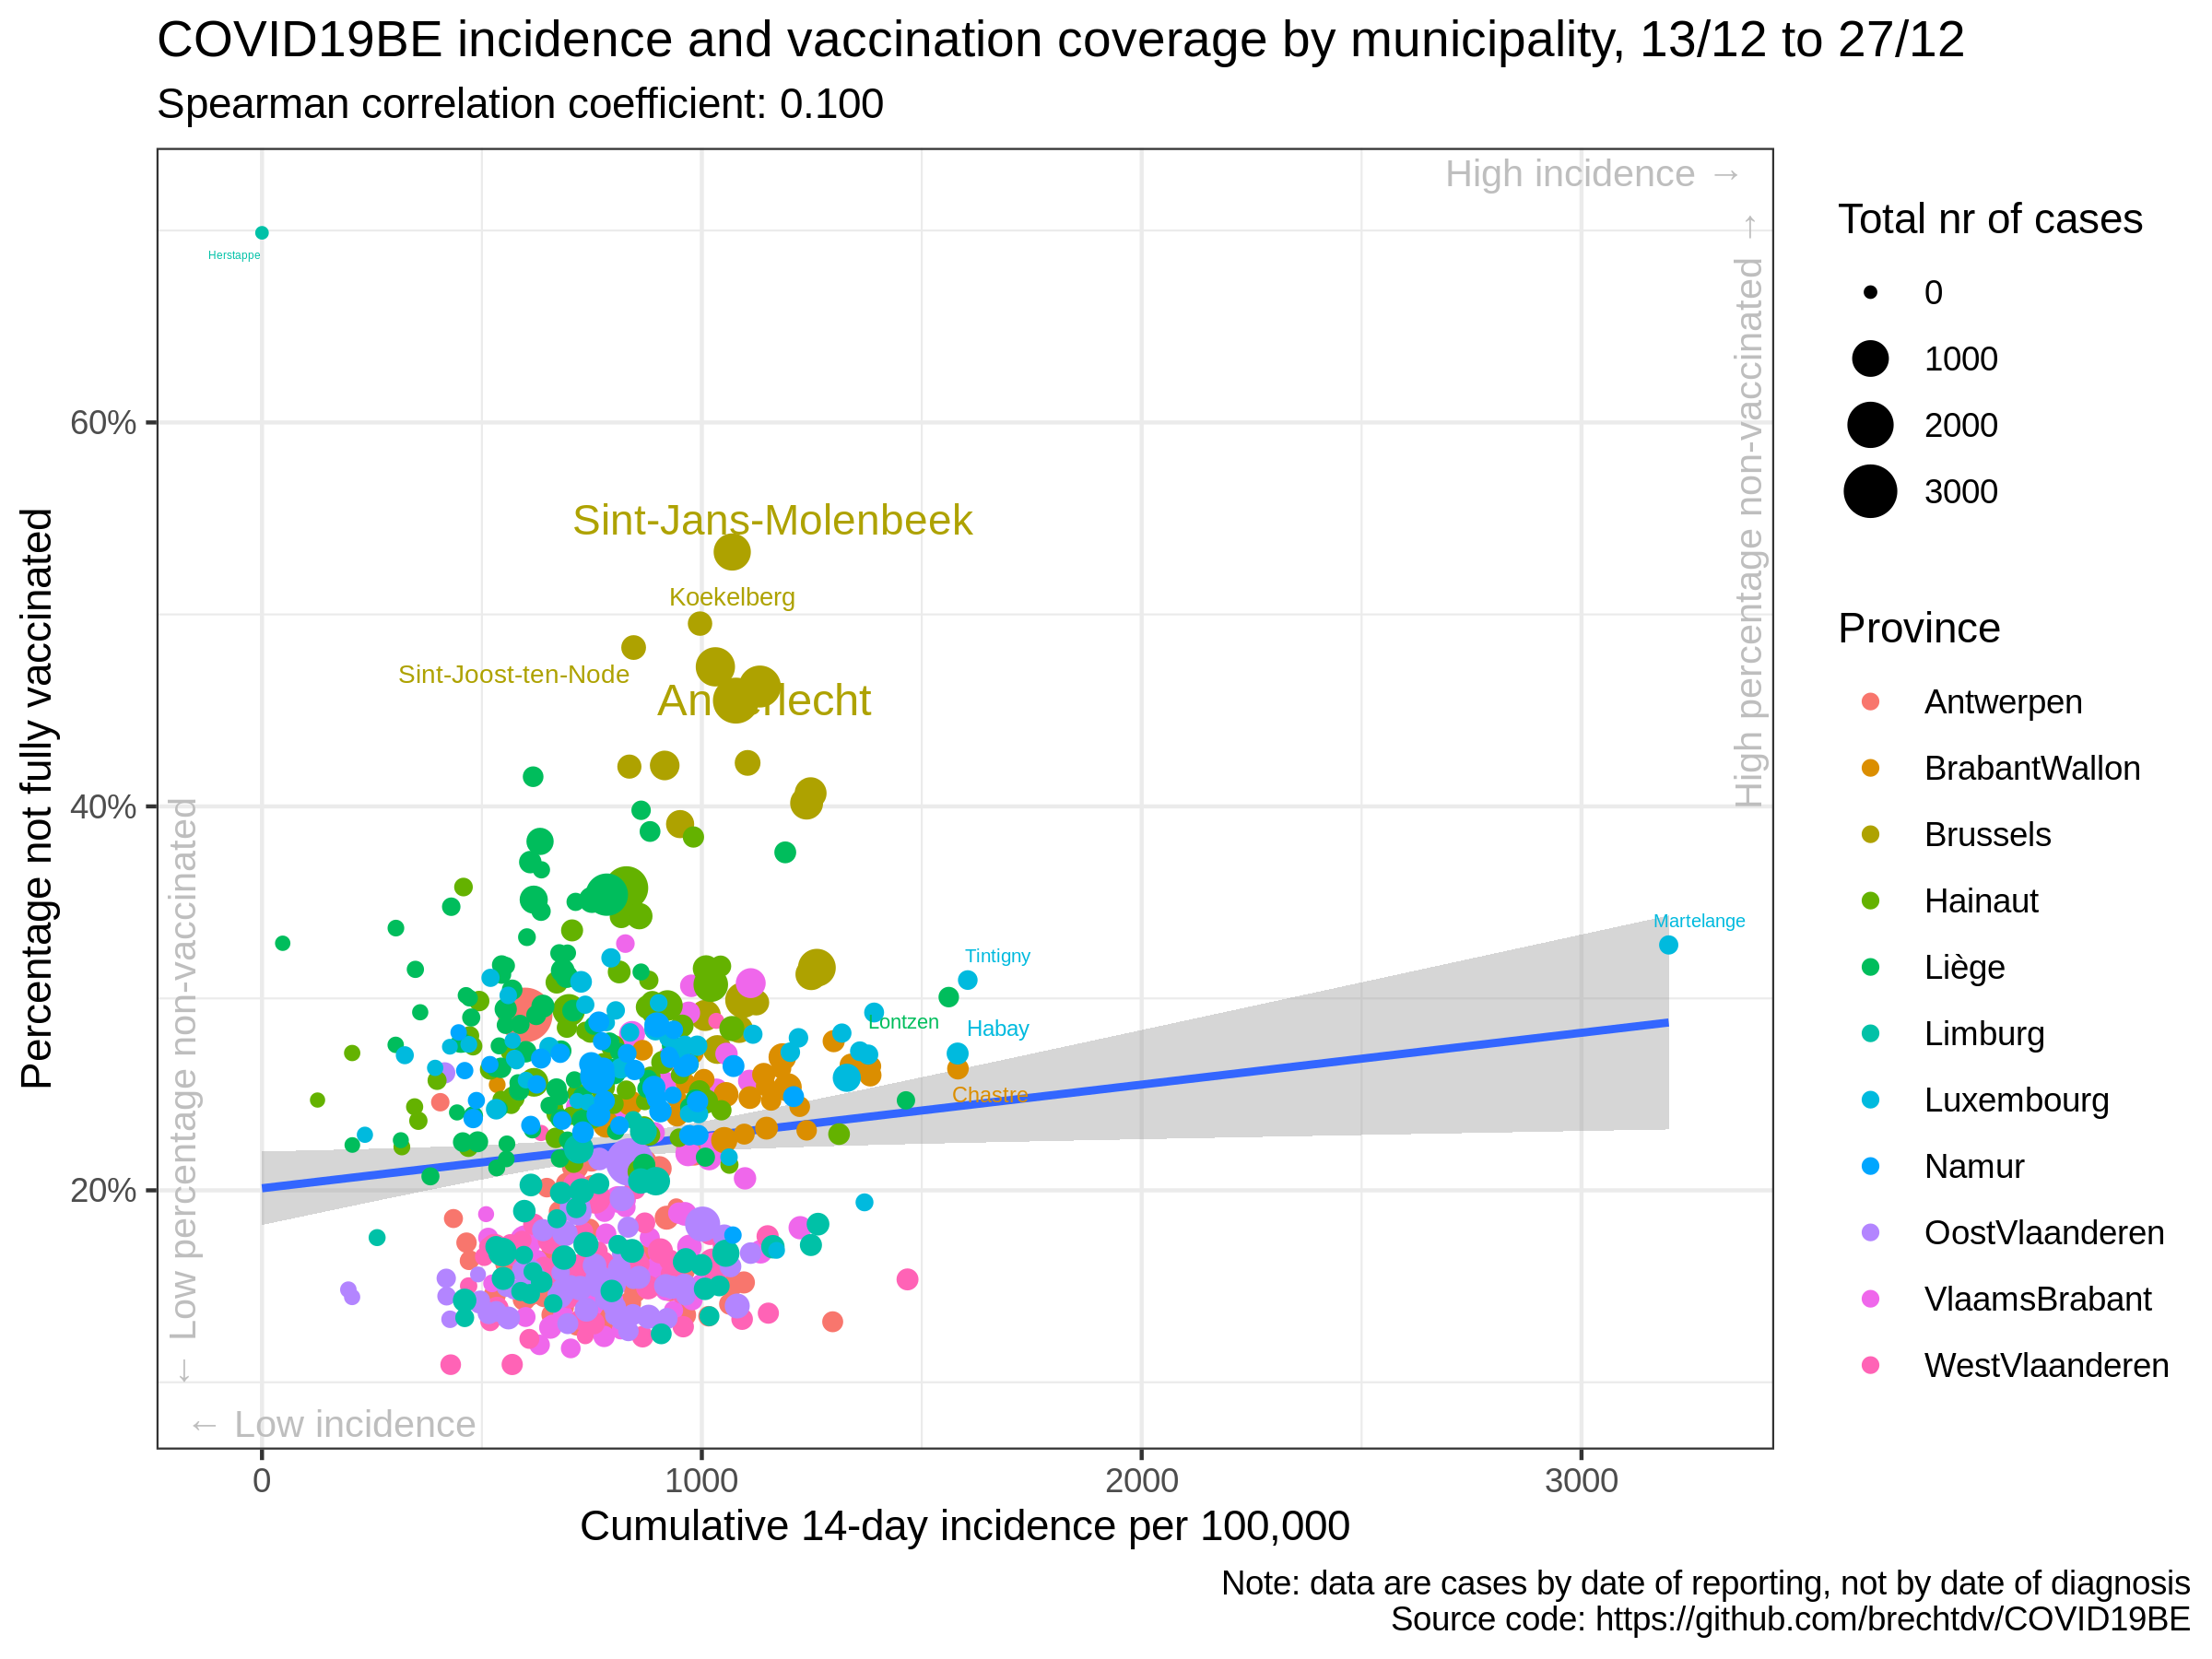 COVID19BE incidence and vaccination coverage by municipality, 13/12 to 27/12
Spearman correlation coefficient: 0.100
High incidence →
High percentage non-vaccinated →
← Low percentage non-vaccinated
← Low incidence
Percentage not fully vaccinated
60%
40%
20%
Herstappe
Sint-Jans-Molenbeek
Koekelberg
Sint-Joost-ten-Node
Martelange
Tintigny
Lontzen
Habay
Chastre
0
1000
2000
3000
Cumulative 14-day incidence per 100,000
Total nr of cases
0
1000
2000
3000
Province
Antwerpen
BrabantWallon
Brussels
Hainaut
Liège
Limburg
Luxembourg
Namur
OostVlaanderen
VlaamsBrabant
WestVlaanderen
Note: data are cases by date of reporting, not by date of diagnosis
Source code: https://github.com/brechtdv/COVID19BE